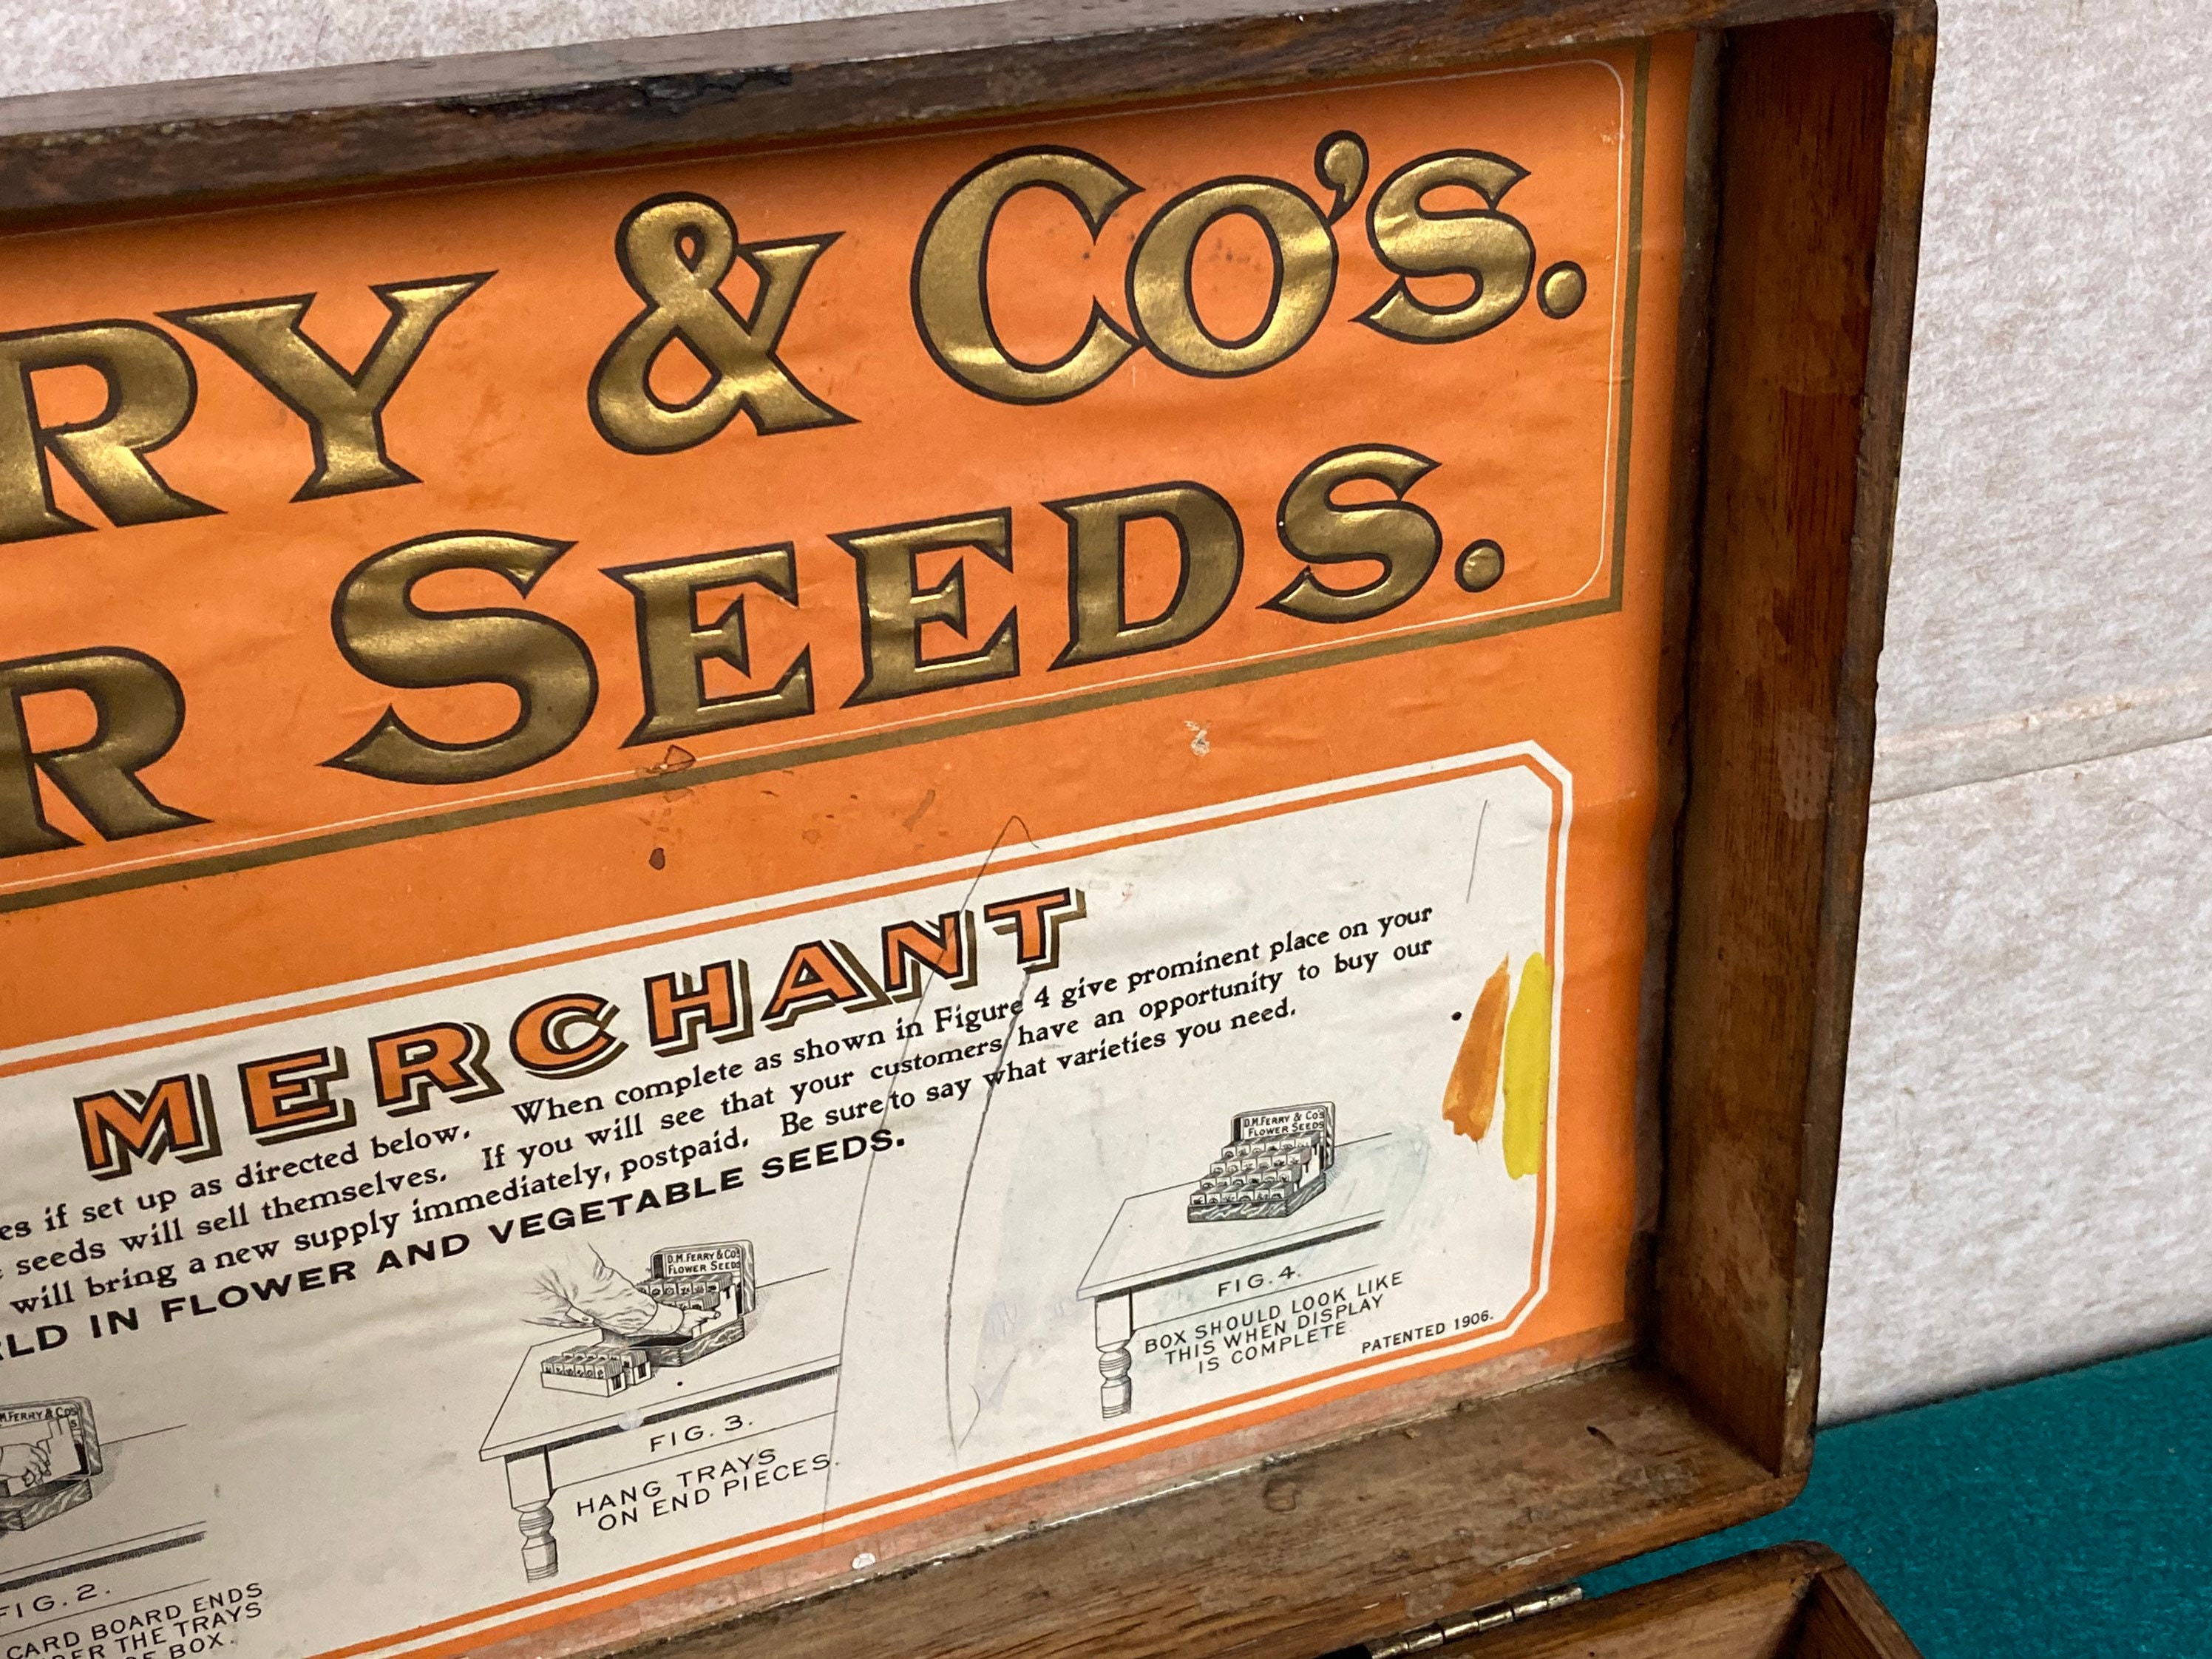 RY & Co's.
R SEEDS.
MERCHANT
es if set up as directed below. When complete as shown in Figure 4 give prominent place on your
seeds will sell themselves. If you will see that your customers have an opportunity to buy our
will bring a new supply immediately, postpaid. Be sure to say what varieties you need.
RLD IN FLOWER AND VEGETABLE SEEDS.
D.M.FERRY & Co's
FLOWER SEEDS
FIG. 4.
BOX SHOULD LOOK LIKE
THIS WHEN DISPLAY
IS COMPLETE.
PATENTED 1906.
D.M.FERRY & Co's
FLOWER SEEDS
FIG. 3.
HANG TRAYS
ON END PIECES.
M.FERRY & Co's
FIG. 2.
CARD BOARD ENDS
DER THE TRAYS
OF BOX.